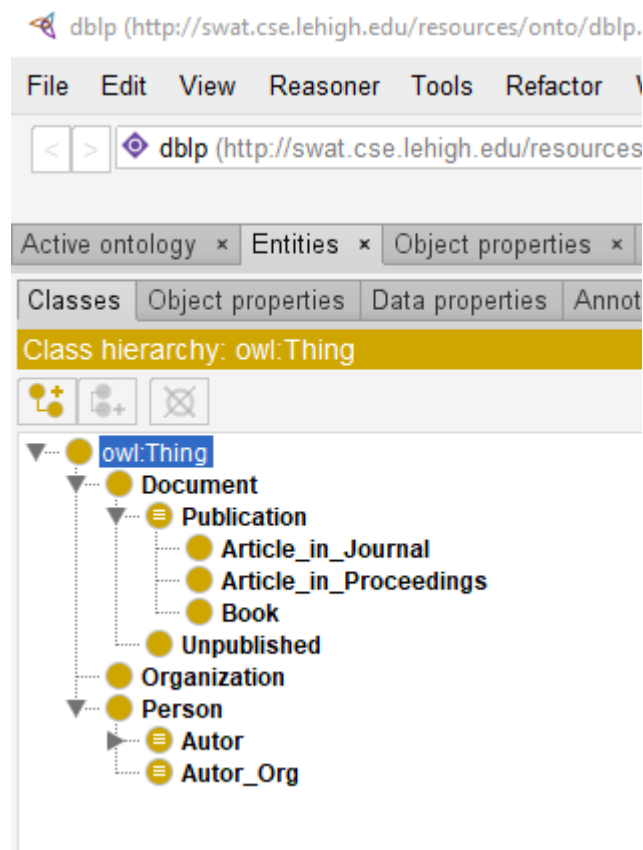 dblp (http://swat.cse.lehigh.edu/resources/onto/dblp.
File Edit View Reasoner Tools Refactor
< > dblp (http://swat.cse.lehigh.edu/resources
Active ontology × Entities × Object properties ×
Classes Object properties Data properties Annot
Class hierarchy: owl:Thing
owl:Thing
Document
Publication
Article_in_Journal
Article_in_Proceedings
Book
Unpublished
Organization
Person
Autor
Autor_Org